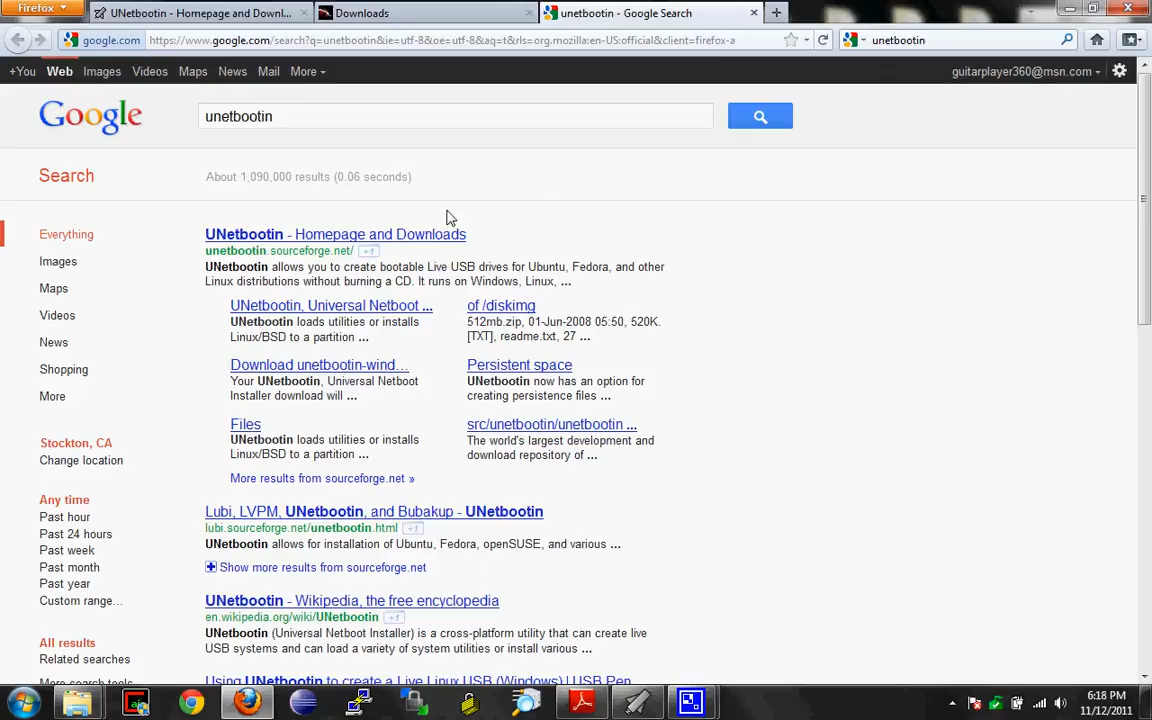 Firefox
UNetbootin - Homepage and Downl...
Downloads
unetbootin - Google Search
google.com
https://www.google.com/search?q=unetbootin&ie=utf-8&oe=utf-8&aq=t&rls=org.mozilla:en-US:official&client=firefox-a
unetbootin
+You Web Images Videos Maps News Mail More
guitarplayer360@msn.com
Google
unetbootin
Search
About 1,090,000 results (0.06 seconds)
Everything
Images
Maps
Videos
News
Shopping
More
Stockton, CA
Change location
Any time
Past hour
Past 24 hours
Past week
Past month
Past year
Custom range...
All results
Related searches
More search tools
UNetbootin - Homepage and Downloads
unetbootin.sourceforge.net/ +1
UNetbootin allows you to create bootable Live USB drives for Ubuntu, Fedora, and other
Linux distributions without burning a CD. It runs on Windows, Linux, ...
UNetbootin, Universal Netboot ...
UNetbootin loads utilities or installs
Linux/BSD to a partition ...
of /diskimg
512mb.zip, 01-Jun-2008 05:50, 520K.
[TXT], readme.txt, 27 ...
Download unetbootin-wind...
Your UNetbootin, Universal Netboot
Installer download will ...
Persistent space
UNetbootin now has an option for
creating persistence files ...
Files
UNetbootin loads utilities or installs
Linux/BSD to a partition ...
src/unetbootin/unetbootin ...
The world's largest development and
download repository of ...
More results from sourceforge.net »
Lubi, LVPM, UNetbootin, and Bubakup - UNetbootin
lubi.sourceforge.net/unetbootin.html +1
UNetbootin allows for installation of Ubuntu, Fedora, openSUSE, and various ...
Show more results from sourceforge.net
UNetbootin - Wikipedia, the free encyclopedia
en.wikipedia.org/wiki/UNetbootin +1
UNetbootin (Universal Netboot Installer) is a cross-platform utility that can create live
USB systems and can load a variety of system utilities or install various ...
Using UNetbootin to create a Live Linux USB (Windows) | USB Pen
6:18 PM
11/12/2011